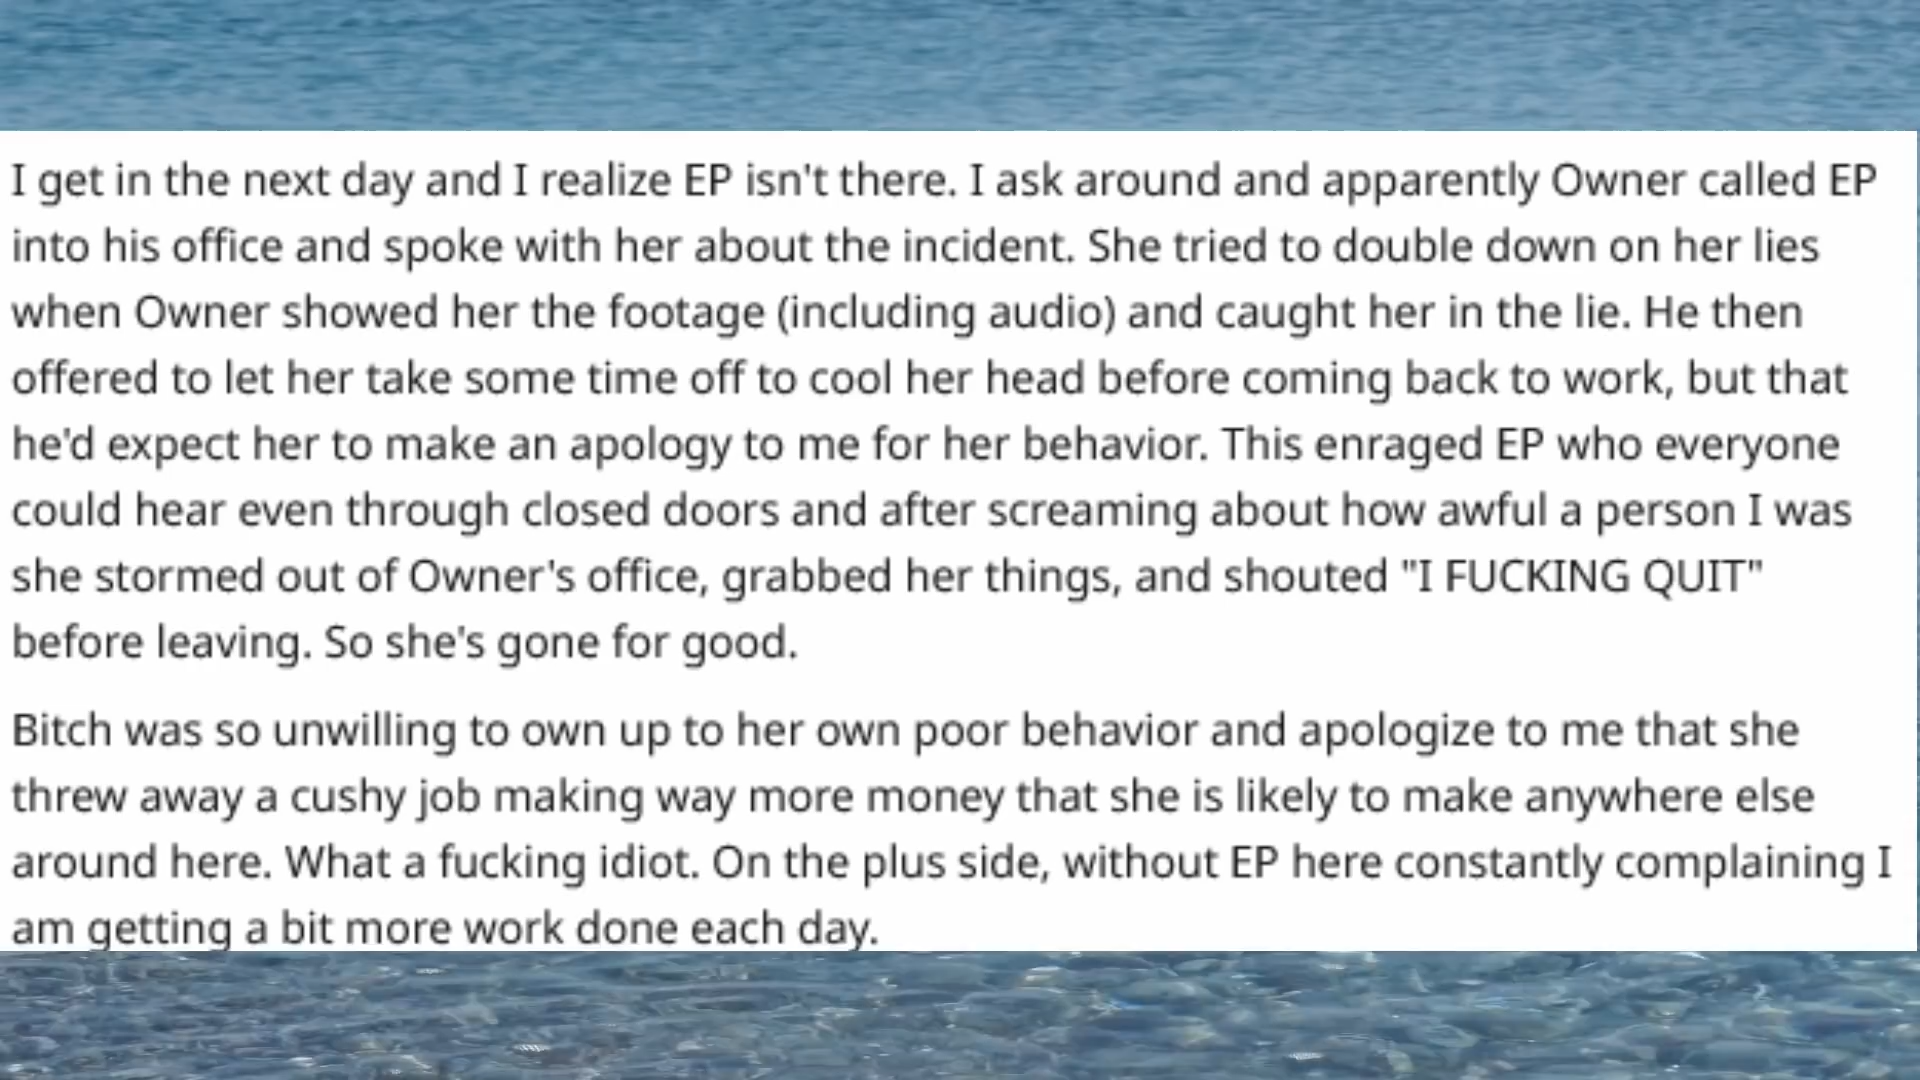 I get in the next day and I realize EP isn't there. I ask around and apparently Owner called EP
into his office and spoke with her about the incident. She tried to double down on her lies
when Owner showed her the footage (including audio) and caught her in the lie. He then
offered to let her take some time off to cool her head before coming back to work, but that
he'd expect her to make an apology to me for her behavior. This enraged EP who everyone
could hear even through closed doors and after screaming about how awful a person I was
she stormed out of Owner's office, grabbed her things, and shouted "I FUCKING QUIT"
before leaving. So she's gone for good.
Bitch was so unwilling to own up to her own poor behavior and apologize to me that she
threw away a cushy job making way more money that she is likely to make anywhere else
around here. What a fucking idiot. On the plus side, without EP here constantly complaining I
am getting a bit more work done each day.